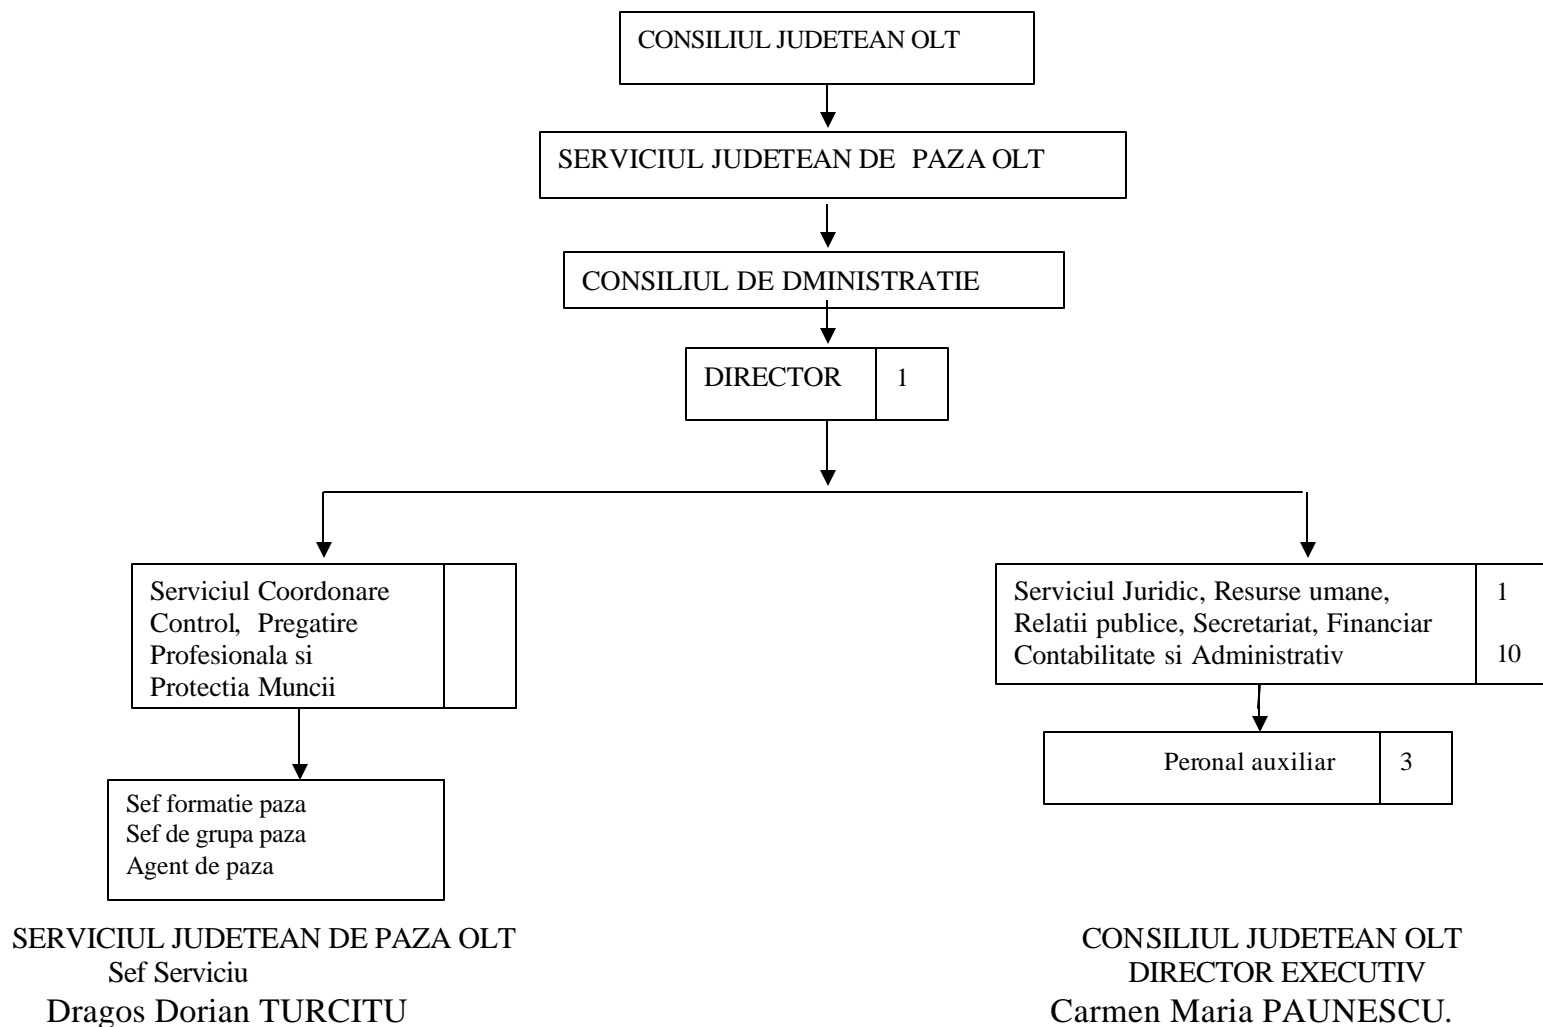 CONSILIUL JUDETEAN OLT
SERVICIUL JUDETEAN DE PAZA OLT
CONSILIUL DE DMINISTRATIE
DIRECTOR 1
Serviciul Coordonare
Control, Pregatire
Profesionala si
Protectia Muncii
Serviciul Juridic, Resurse umane, 1
Relatii publice, Secretariat, Financiar
Contabilitate si Administrativ 10
Sef formatie paza
Sef de grupa paza
Agent de paza
Peronal auxiliar 3
SERVICIUL JUDETEAN DE PAZA OLT
Sef Serviciu
Dragos Dorian TURCITU
CONSILIUL JUDETEAN OLT
DIRECTOR EXECUTIV
Carmen Maria PAUNESCU.